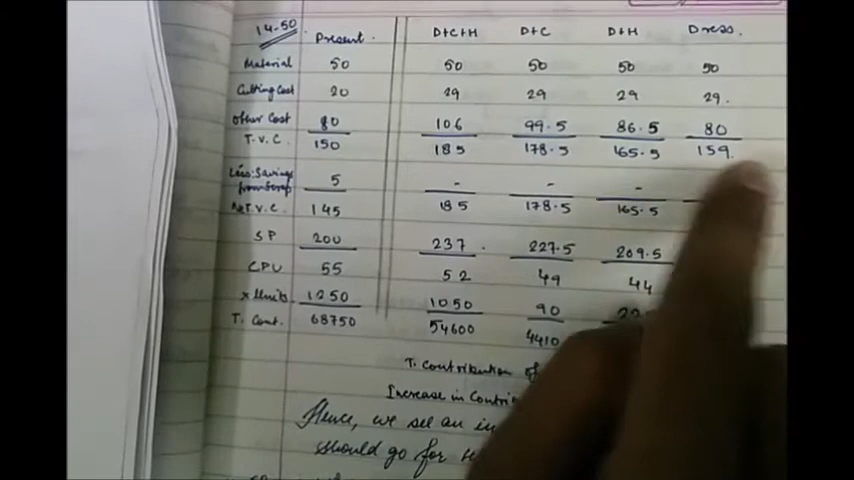 14-50 Present. D+C+H D+C D+H Dress.
Material 50 50 50 50 50
Cutting Cost 20 29 29 29 29.
Other Cost 80 106 99.5 86.5 80
T.V.C. 150 185 178.5 165.5 159.
Less: Savings from Scrap 5 - - -
Net.V.C. 145 185 178.5 165.5
SP 200 237. 227.5 209.5
CPU 55 52 49 44
x Units 1250 1050 90
T. Cont. 68750 54600 4410
T. Contribution of
Increase in Contri
Hence, we see an in
should go for